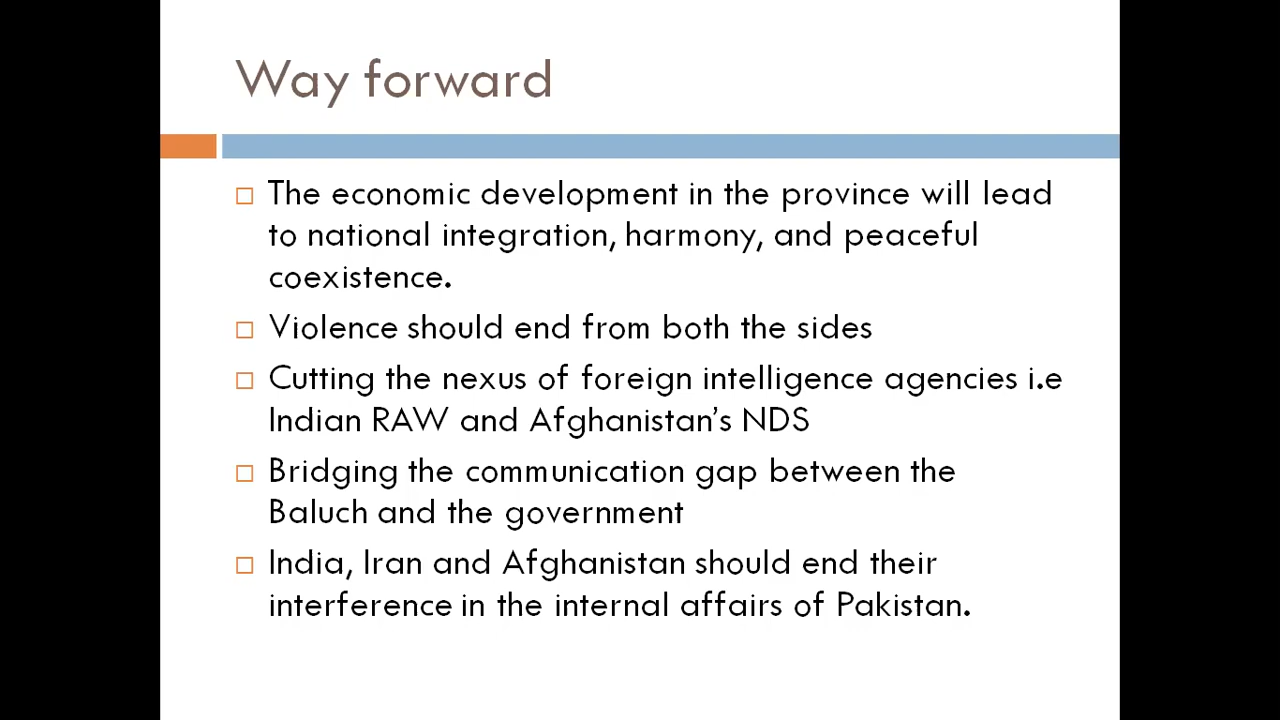 Way forward
The economic development in the province will lead
to national integration, harmony, and peaceful
coexistence.
Violence should end from both the sides
Cutting the nexus of foreign intelligence agencies i.e
Indian RAW and Afghanistan's NDS
Bridging the communication gap between the
Baluch and the government
India, Iran and Afghanistan should end their
interference in the internal affairs of Pakistan.